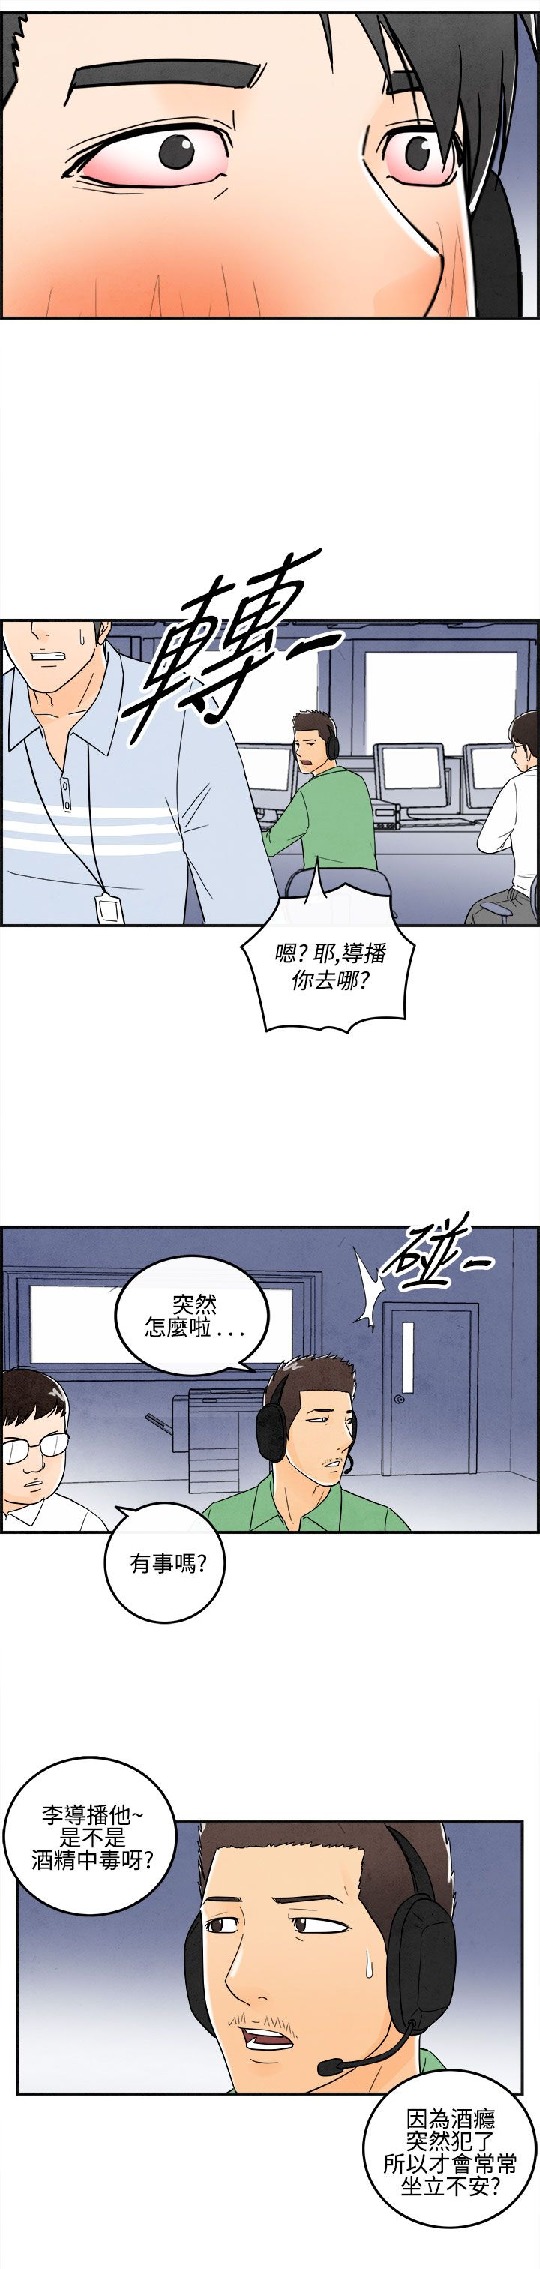 轉-
嗯? 耶,導播
你去哪?
碰-
突然
怎麼啦 . . .
有事嗎?
李導播他~
是不是
酒精中毒呀?
因為酒癮
突然犯了
所以才會常常
坐立不安?